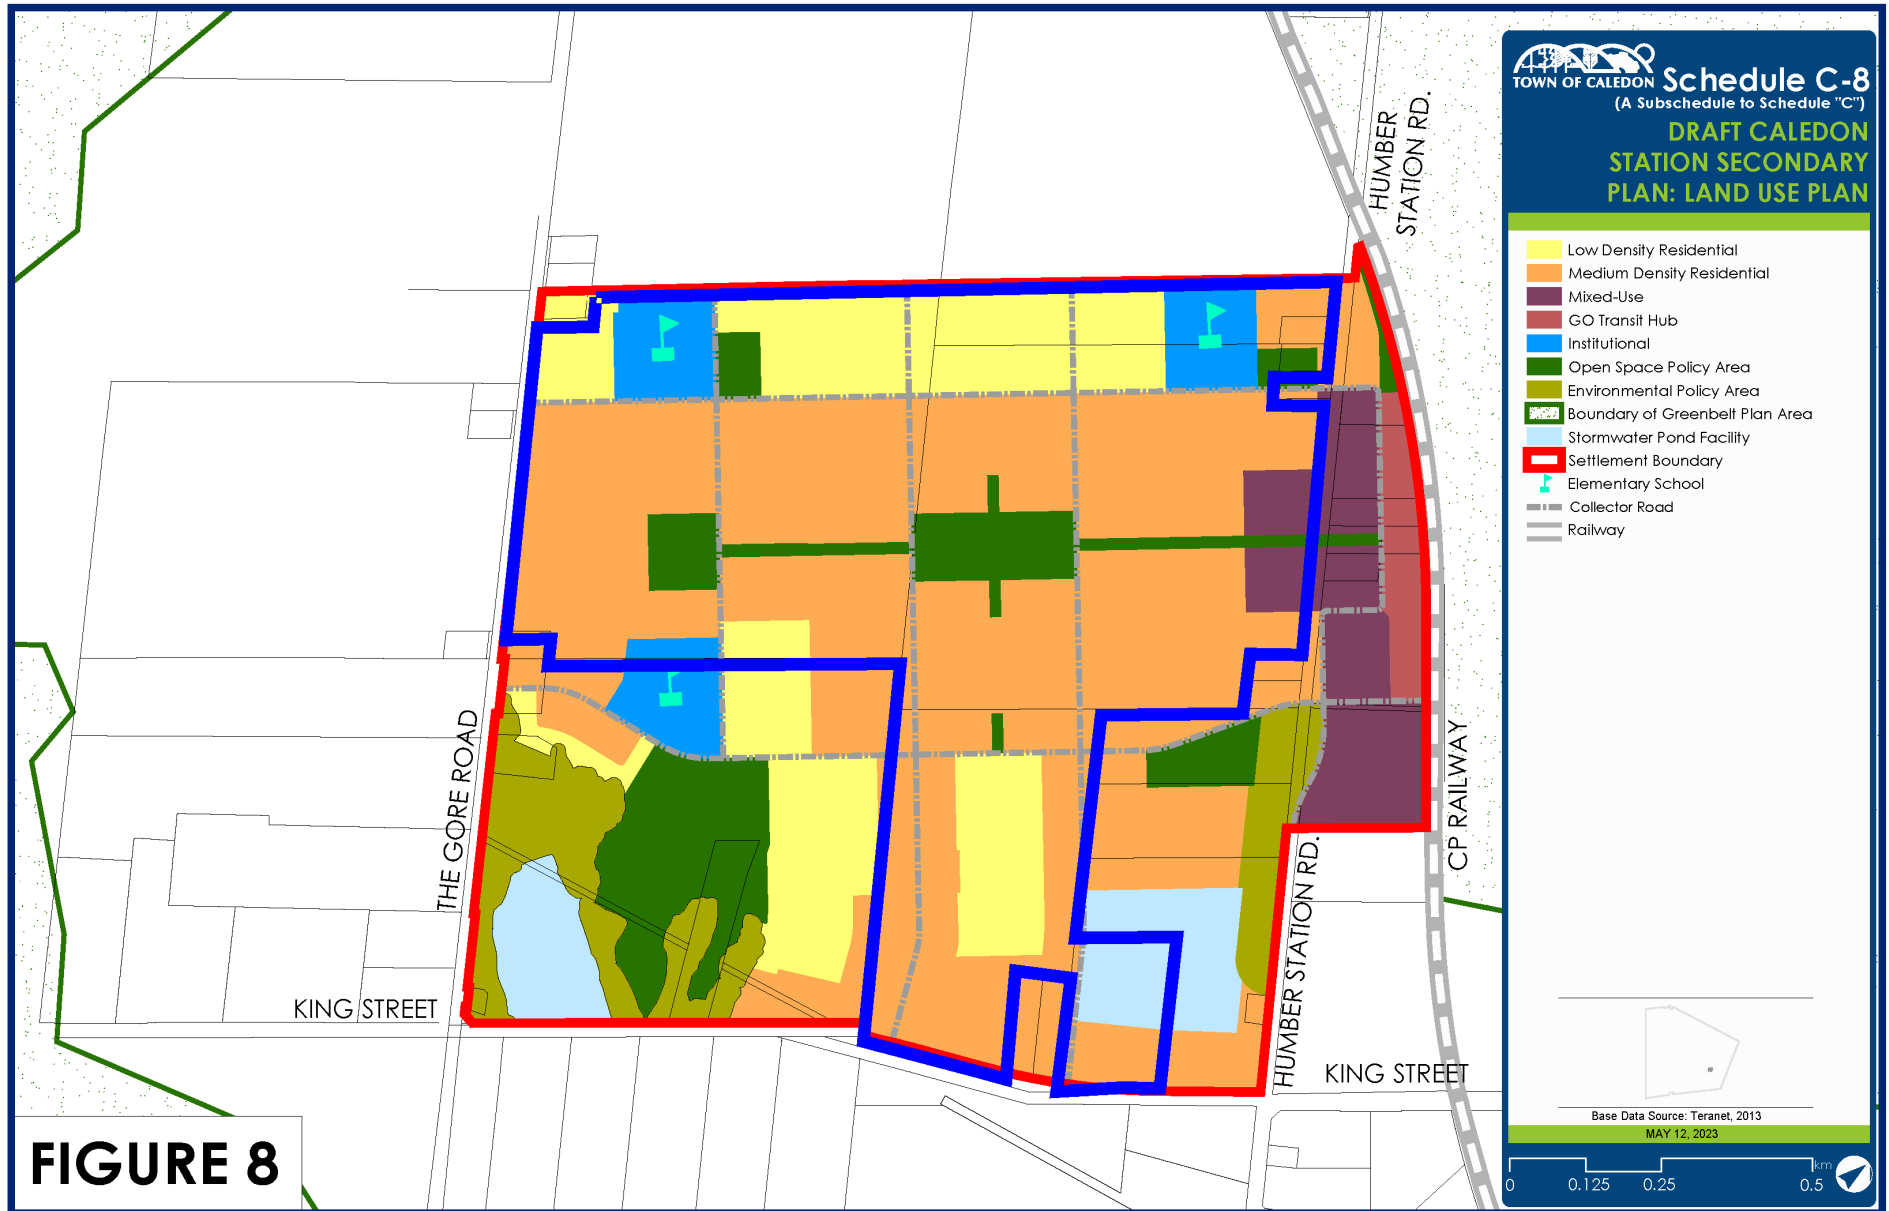 TOWN OF CALEDON
Schedule C-8
(A Subschedule to Schedule "C")
DRAFT CALEDON
STATION SECONDARY
PLAN: LAND USE PLAN
Low Density Residential
Medium Density Residential
Mixed-Use
GO Transit Hub
Institutional
Open Space Policy Area
Environmental Policy Area
Boundary of Greenbelt Plan Area
Stormwater Pond Facility
Settlement Boundary
Elementary School
Collector Road
Railway
HUMBER
STATION RD.
THE GORE ROAD
CP RAILWAY
HUMBER STATION RD.
KING STREET
KING STREET
Base Data Source: Teranet, 2013
MAY 12, 2023
km
0 0.125 0.25 0.5
FIGURE 8